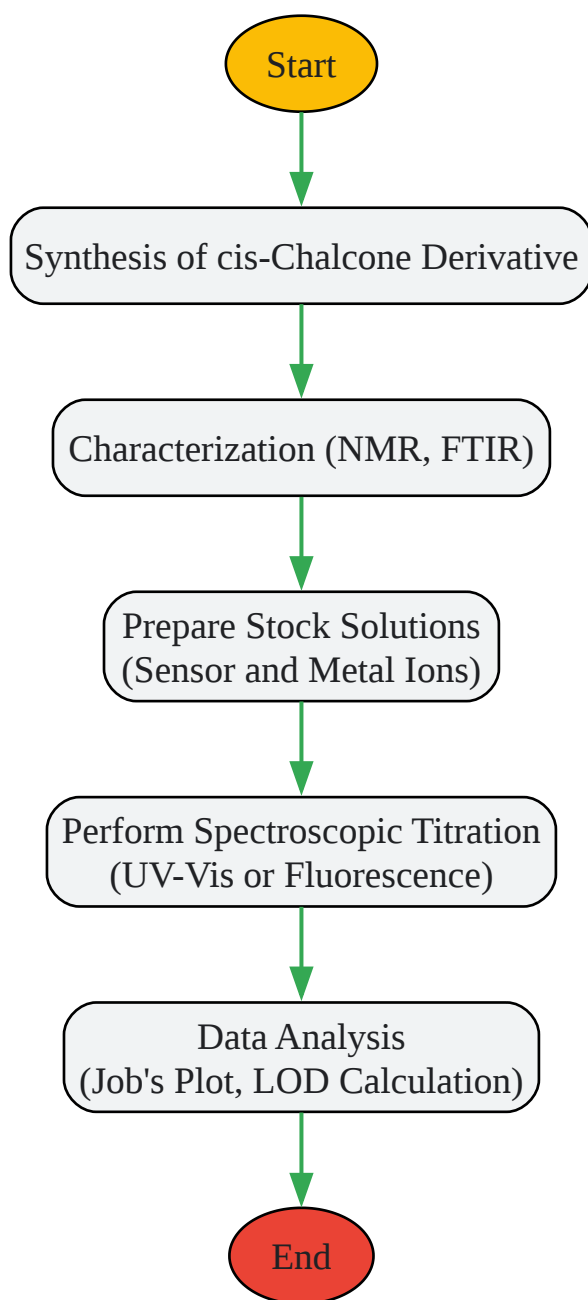 Start
Synthesis of cis-Chalcone Derivative
Characterization (NMR, FTIR)
Prepare Stock Solutions
(Sensor and Metal Ions)
Perform Spectroscopic Titration
(UV-Vis or Fluorescence)
Data Analysis
(Job's Plot, LOD Calculation)
End